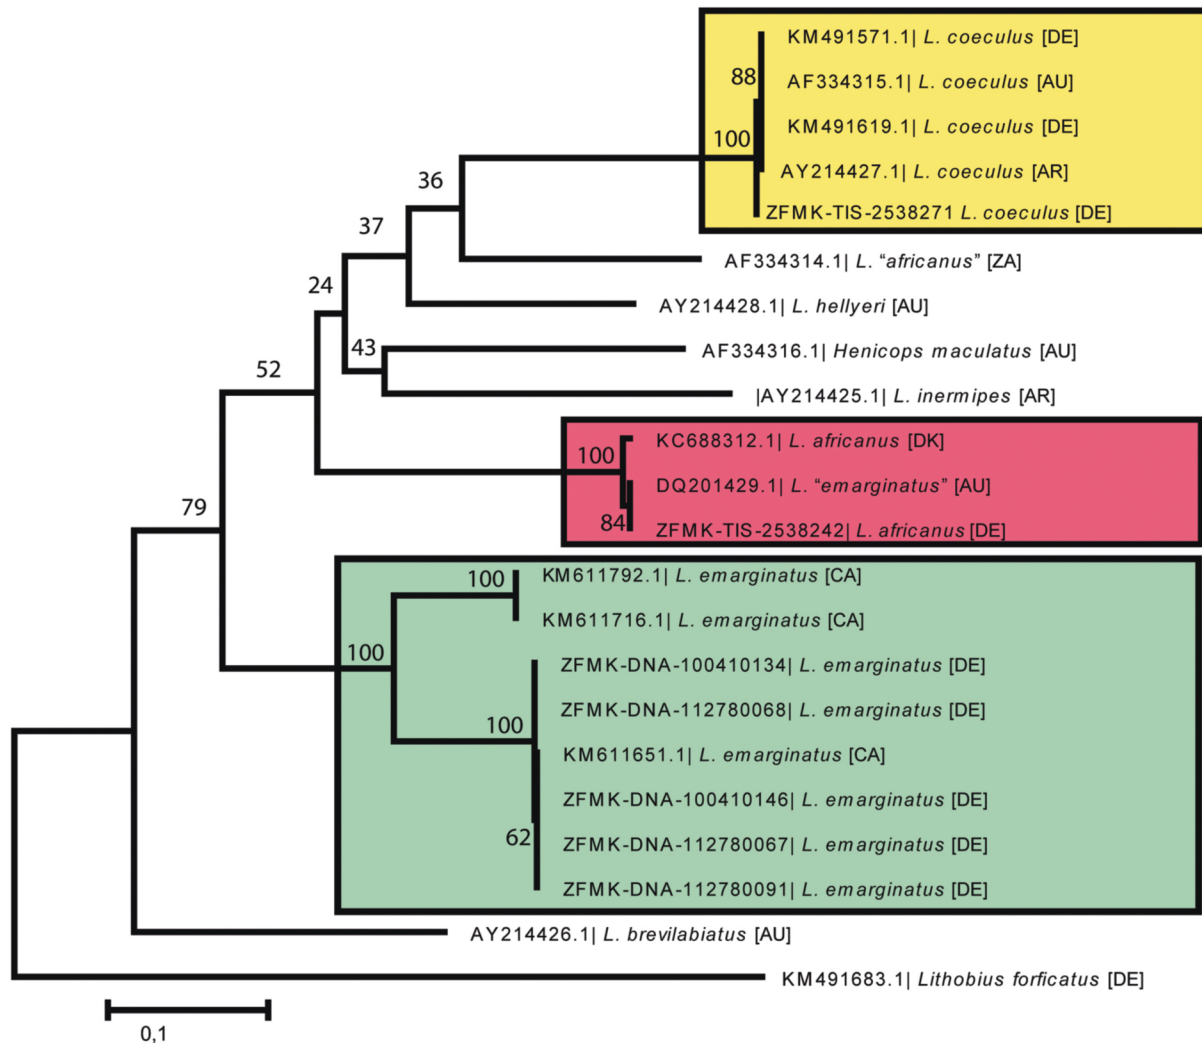 KM491571.1| L. coeculus [DE]
88
AF334315.1| L. coeculus [AU]
KM491619.1| L. coeculus [DE]
100
AY214427.1| L. coeculus [AR]
36
ZFMK-TIS-2538271 L. coeculus [DE]
37
AF334314.1| L. “africanus” [ZA]
24
AY214428.1| L. hellyeri [AU]
43
AF334316.1| Henicops maculatus [AU]
52
|AY214425.1| L. inermipes [AR]
KC688312.1| L. africanus [DK]
100
DQ201429.1| L. “emarginatus” [AU]
79
84
ZFMK-TIS-2538242| L. africanus [DE]
KM611792.1| L. emarginatus [CA]
100
KM611716.1| L. emarginatus [CA]
100
ZFMK-DNA-100410134| L. emarginatus [DE]
ZFMK-DNA-112780068| L. emarginatus [DE]
100
KM611651.1| L. emarginatus [CA]
ZFMK-DNA-100410146| L. emarginatus [DE]
62
ZFMK-DNA-112780067| L. emarginatus [DE]
ZFMK-DNA-112780091| L. emarginatus [DE]
AY214426.1| L. brevilabiatus [AU]
KM491683.1| Lithobius forficatus [DE]
0,1